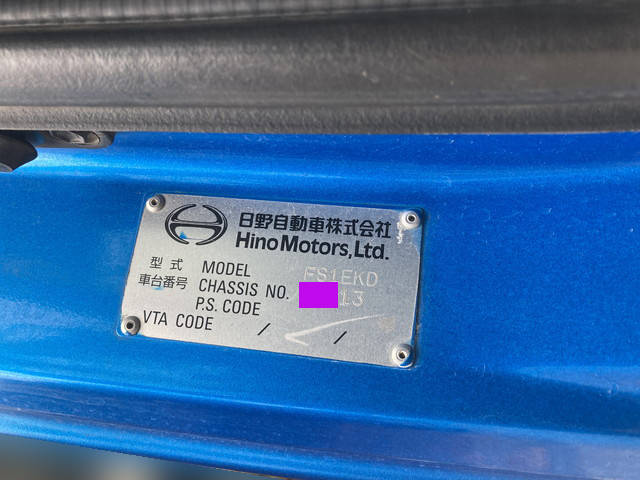 日野自動車株式会社
Hino Motors, Ltd.
型式 MODEL FS1EKD
車台番号 CHASSIS NO. 13
P.S. CODE
VTA CODE / /